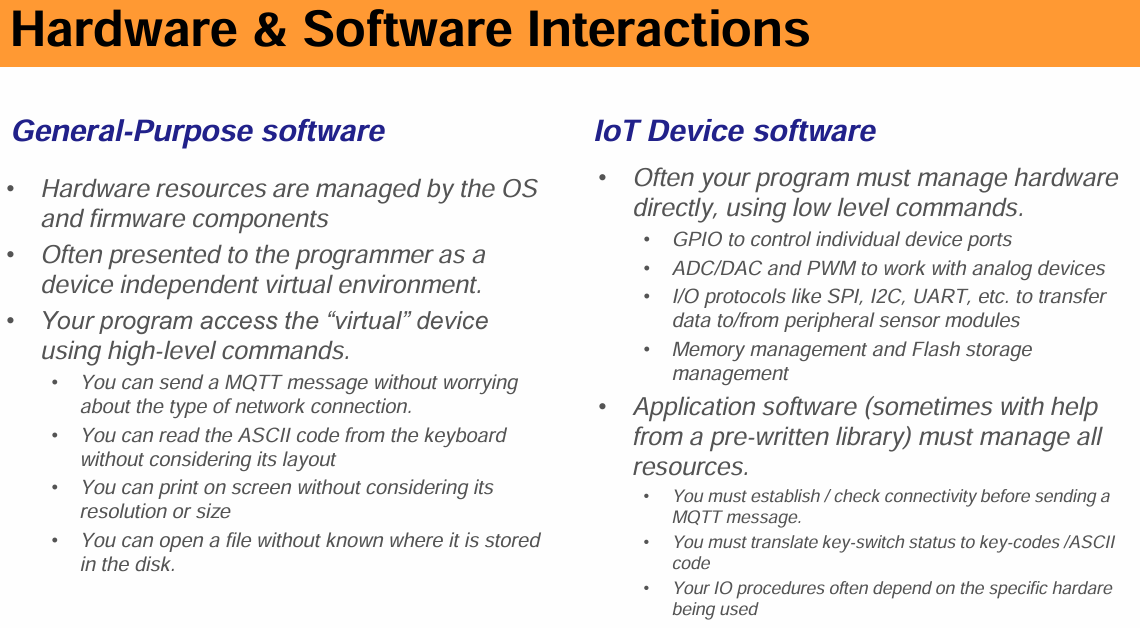 Hardware & Software Interactions
General-Purpose software
• Hardware resources are managed by the OS
and firmware components
• Often presented to the programmer as a
device independent virtual environment.
• Your program access the “virtual” device
using high-level commands.
• You can send a MQTT message without worrying
about the type of network connection.
• You can read the ASCII code from the keyboard
without considering its layout
• You can print on screen without considering its
resolution or size
• You can open a file without known where it is stored
in the disk.
IoT Device software
• Often your program must manage hardware
directly, using low level commands.
• GPIO to control individual device ports
• ADC/DAC and PWM to work with analog devices
• I/O protocols like SPI, I2C, UART, etc. to transfer
data to/from peripheral sensor modules
• Memory management and Flash storage
management
• Application software (sometimes with help
from a pre-written library) must manage all
resources.
• You must establish / check connectivity before sending a
MQTT message.
• You must translate key-switch status to key-codes /ASCII
code
• Your IO procedures often depend on the specific hardare
being used